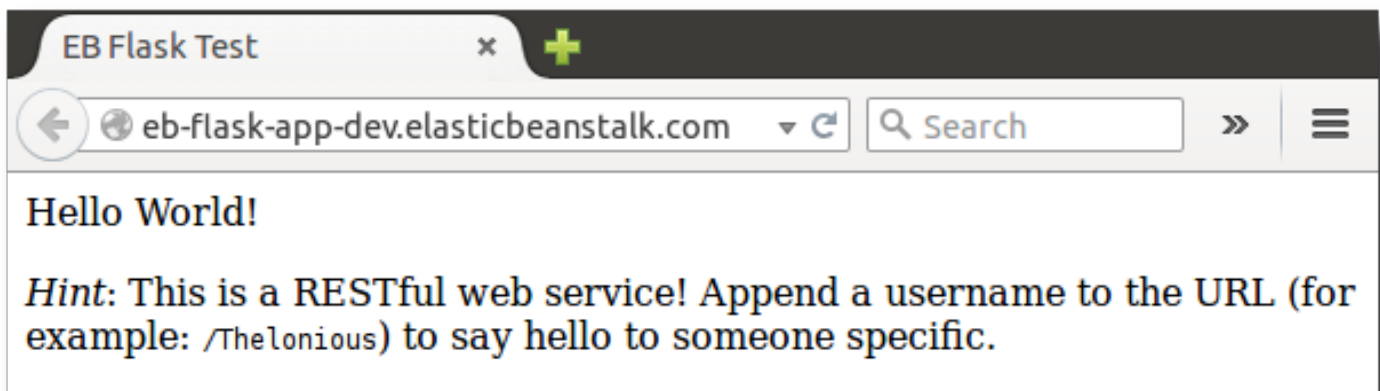 EB Flask Test
eb-flask-app-dev.elasticbeanstalk.com
Search
Hello World!
Hint: This is a RESTful web service! Append a username to the URL (for
example: /Thelonious) to say hello to someone specific.